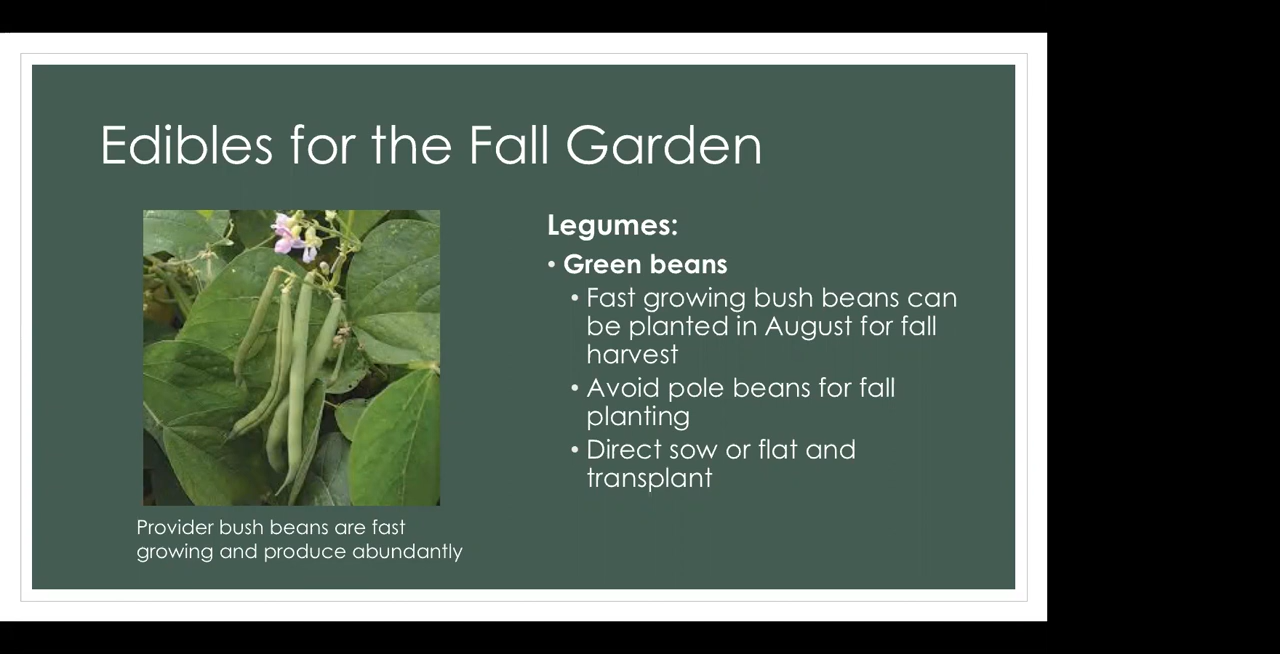 Edibles for the Fall Garden
Legumes:
• Green beans
• Fast growing bush beans can
be planted in August for fall
harvest
• Avoid pole beans for fall
planting
• Direct sow or flat and
transplant
Provider bush beans are fast
growing and produce abundantly